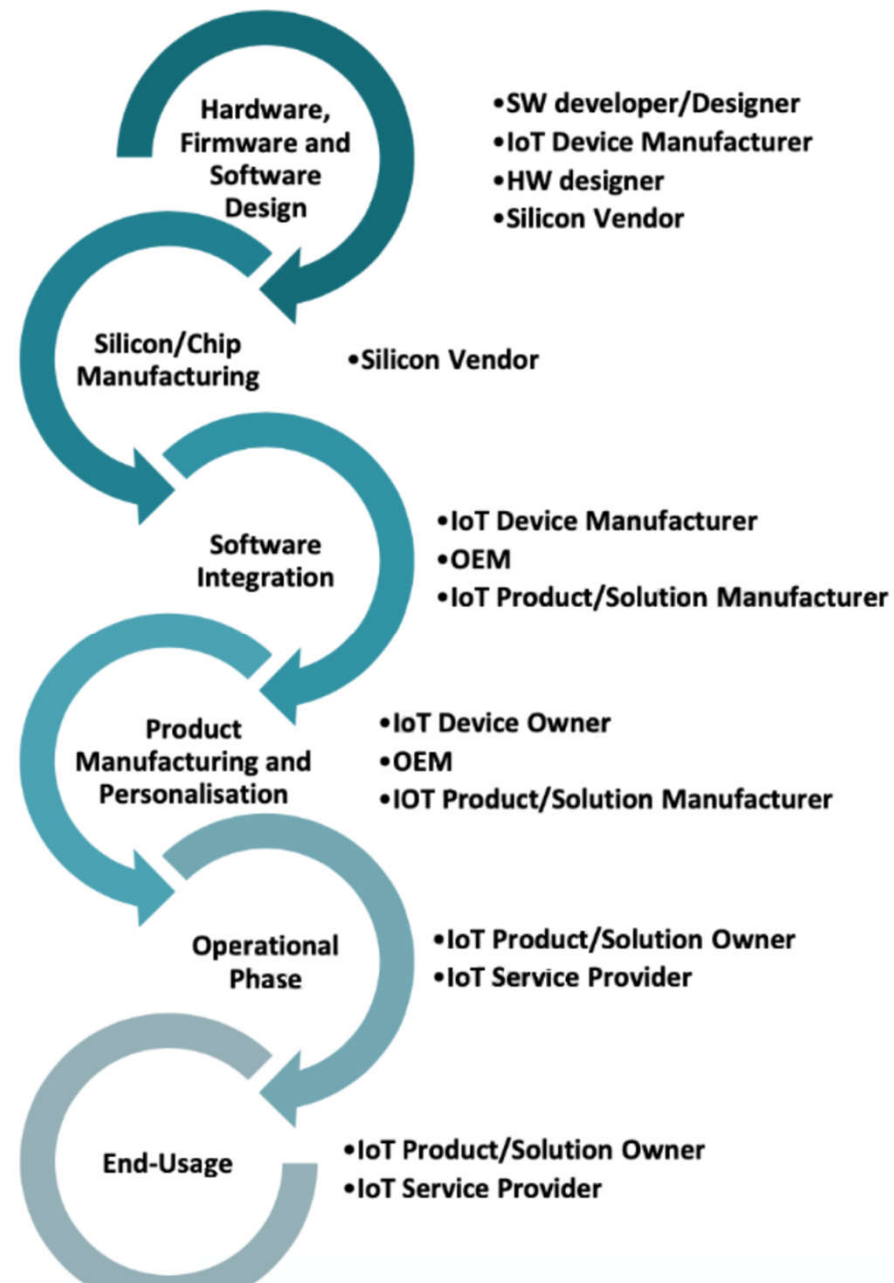 Hardware,
Firmware and
Software
Design
•SW developer/Designer
•IoT Device Manufacturer
•HW designer
•Silicon Vendor
Silicon/Chip
Manufacturing
•Silicon Vendor
Software
Integration
•IoT Device Manufacturer
•OEM
•IoT Product/Solution Manufacturer
Product
Manufacturing and
Personalisation
•IoT Device Owner
•OEM
•IOT Product/Solution Manufacturer
Operational
Phase
•IoT Product/Solution Owner
•IoT Service Provider
End-Usage
•IoT Product/Solution Owner
•IoT Service Provider